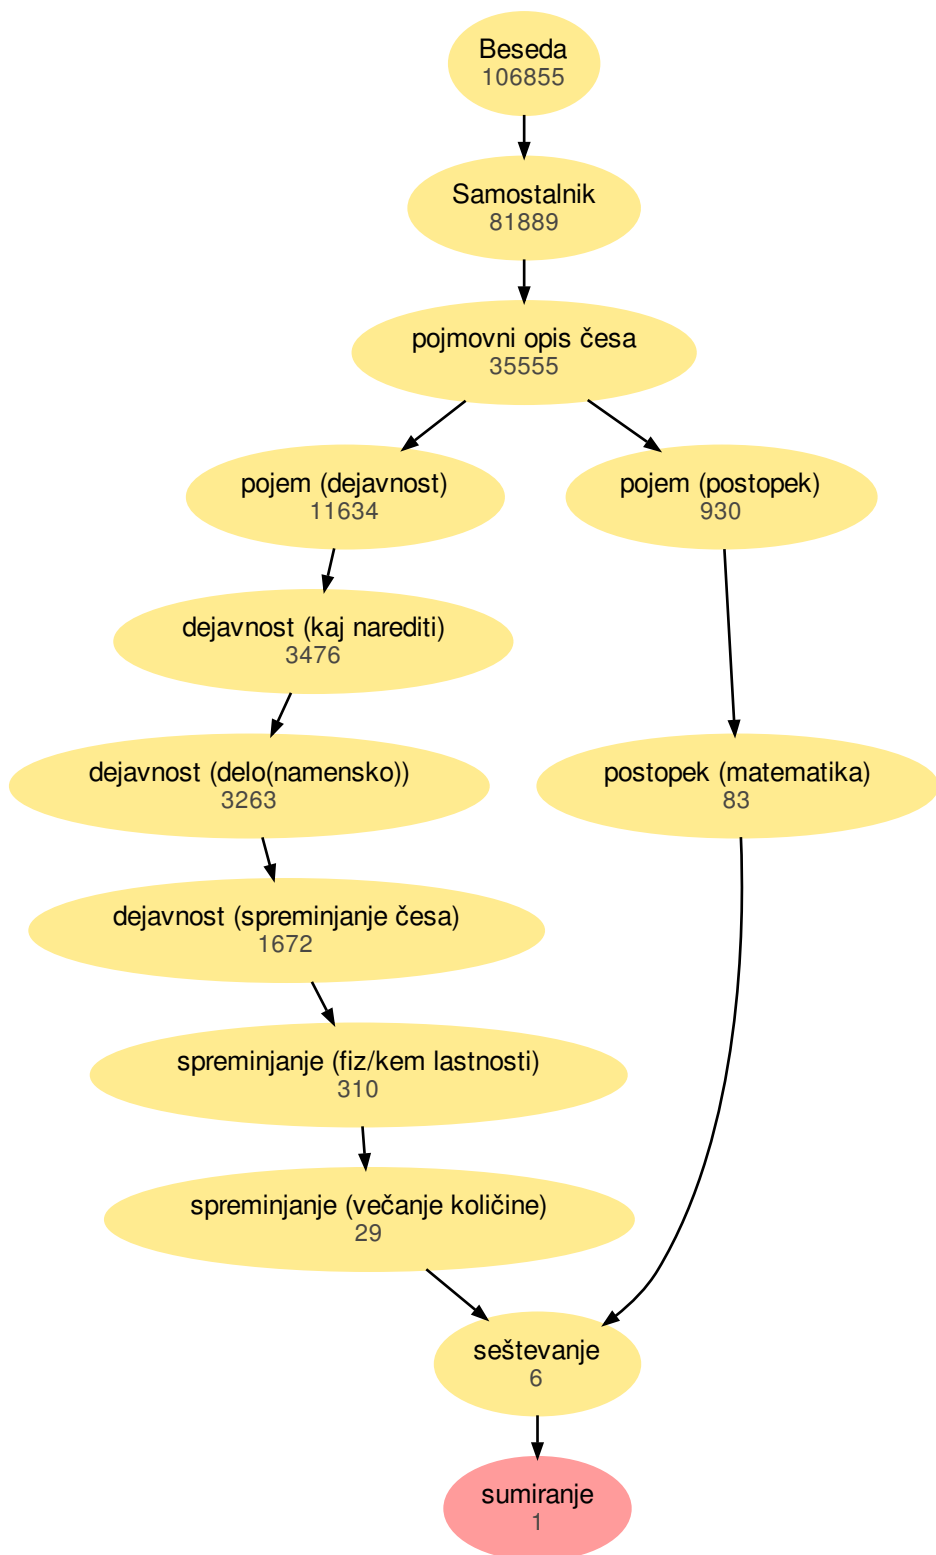 Beseda
106855
Samostalnik
81889
pojmovni opis česa
35555
pojem (dejavnost)
11634
pojem (postopek)
930
dejavnost (kaj narediti)
3476
dejavnost (delo(namensko))
3263
postopek (matematika)
83
dejavnost (spreminjanje česa)
1672
spreminjanje (fiz/kem lastnosti)
310
spreminjanje (večanje količine)
29
seštevanje
6
sumiranje
1